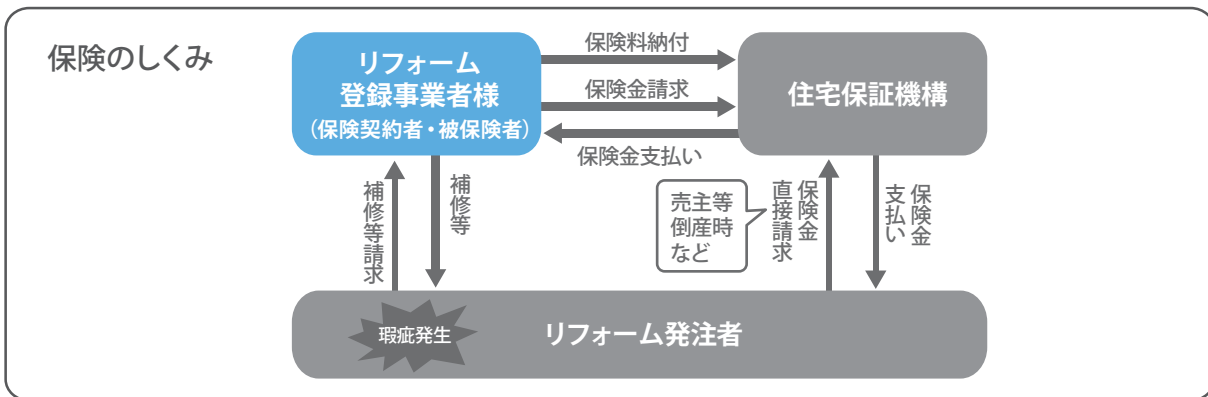 保険のしくみ
リフォーム
登録事業者様
（保険契約者・被保険者）
保険料納付
保険金請求
保険金支払い
住宅保証機構
補修等請求
補修等
売主等
倒産時
など
保険金
直接請求
保険金
支払い
瑕疵発生
リフォーム発注者